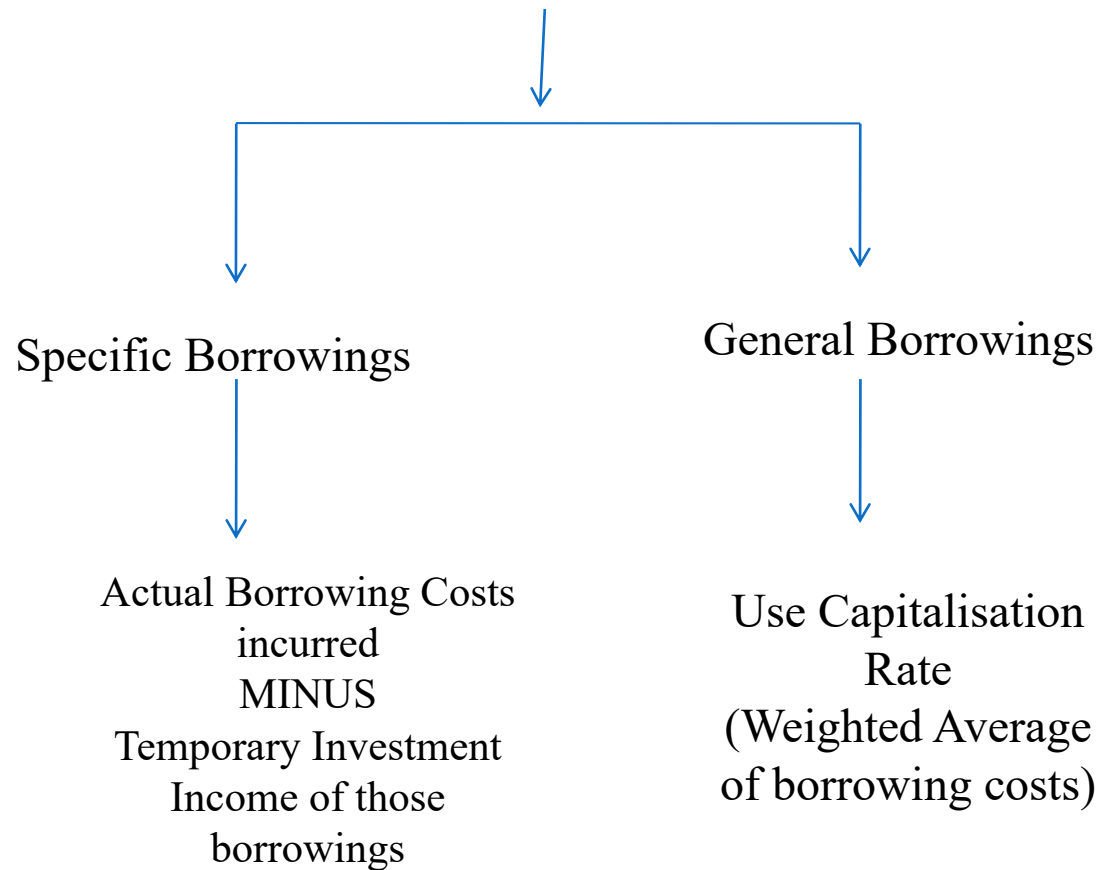 Specific Borrowings
General Borrowings
Actual Borrowing Costs
incurred
MINUS
Temporary Investment
Income of those
borrowings
Use Capitalisation
Rate
(Weighted Average
of borrowing costs)